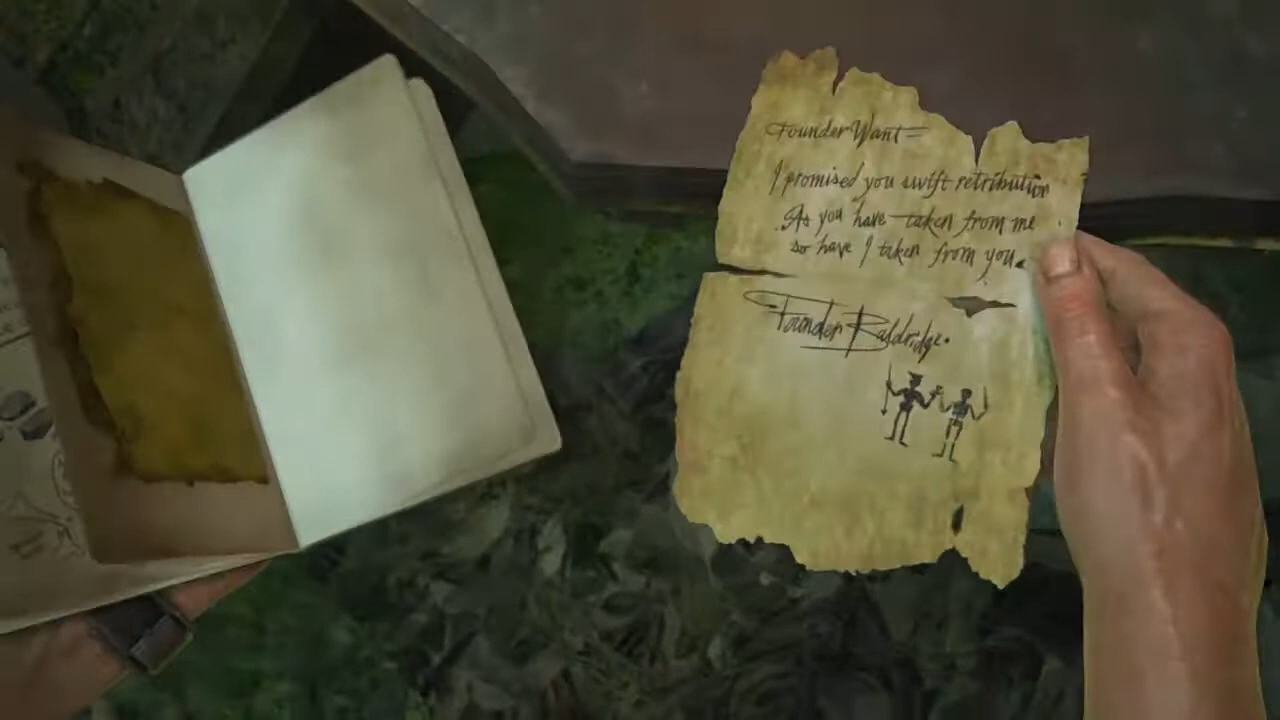 Founder Want
I promised you swift retribution
As you have taken from me
so have I taken from you.
Founder Baldridge.